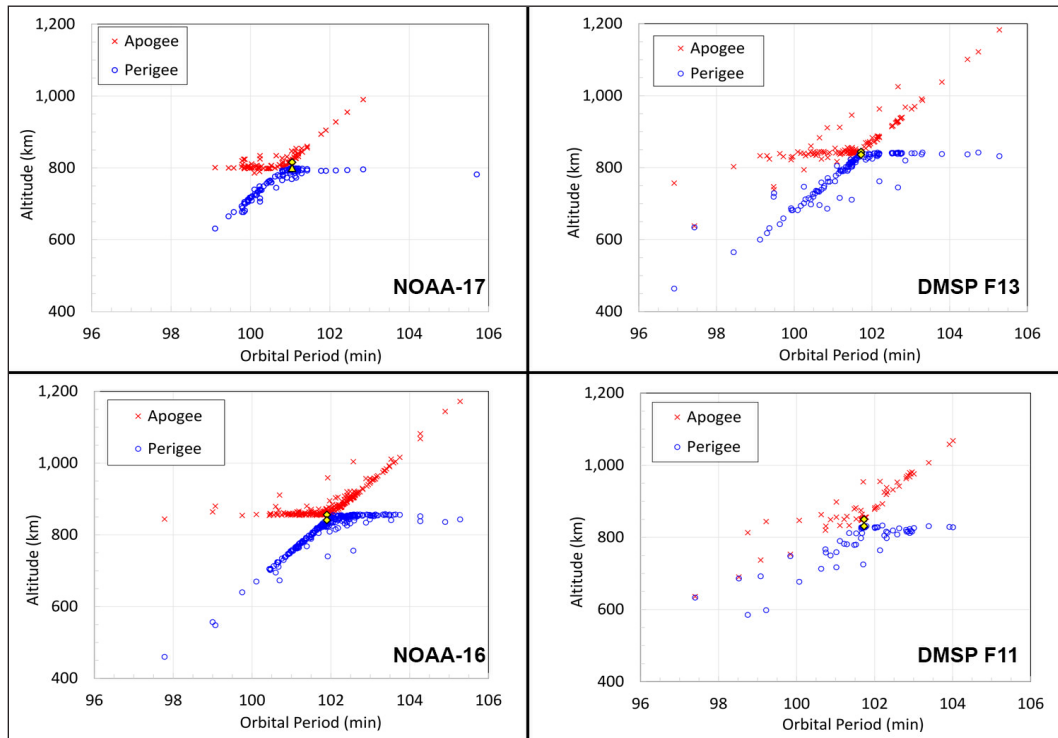 1,200
1,000
800
600
400
Altitude (km)
Apogee
Perigee
NOAA-17
96 98 100 102 104 106
Orbital Period (min)
1,200
1,000
800
600
400
Altitude (km)
Apogee
Perigee
DMSP F13
96 98 100 102 104 106
Orbital Period (min)
1,200
1,000
800
600
400
Altitude (km)
Apogee
Perigee
NOAA-16
96 98 100 102 104 106
Orbital Period (min)
1,200
1,000
800
600
400
Altitude (km)
Apogee
Perigee
DMSP F11
96 98 100 102 104 106
Orbital Period (min)